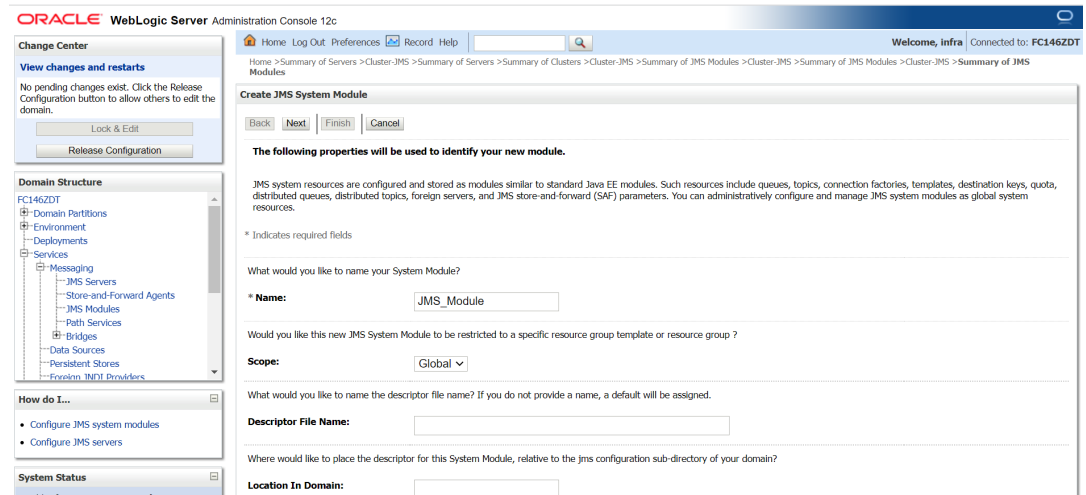 ORACLE WebLogic Server Administration Console 12c
Change Center
View changes and restarts
No pending changes exist. Click the Release
Configuration button to allow others to edit the
domain.
Lock & Edit
Release Configuration
Domain Structure
FC146ZDT
Domain Partitions
Environment
Deployments
Services
Messaging
JMS Servers
Store-and-Forward Agents
JMS Modules
Path Services
Bridges
Data Sources
Persistent Stores
Foreign JNDI Providers
How do I...
Configure JMS system modules
Configure JMS servers
System Status
Home Log Out Preferences Record Help
Welcome, infra Connected to: FC146ZDT
Home >Summary of Servers >Cluster-JMS >Summary of Servers >Summary of Clusters >Cluster-JMS >Summary of JMS Modules >Cluster-JMS >Summary of JMS Modules >Cluster-JMS >Summary of JMS
Modules
Create JMS System Module
Back Next Finish Cancel
The following properties will be used to identify your new module.
JMS system resources are configured and stored as modules similar to standard Java EE modules. Such resources include queues, topics, connection factories, templates, destination keys, quota,
distributed queues, distributed topics, foreign servers, and JMS store-and-forward (SAF) parameters. You can administratively configure and manage JMS system modules as global system
resources.
* Indicates required fields
What would you like to name your System Module?
* Name: JMS_Module
Would you like this new JMS System Module to be restricted to a specific resource group template or resource group ?
Scope: Global
What would you like to name the descriptor file name? If you do not provide a name, a default will be assigned.
Descriptor File Name:
Where would like to place the descriptor for this System Module, relative to the jms configuration sub-directory of your domain?
Location In Domain: